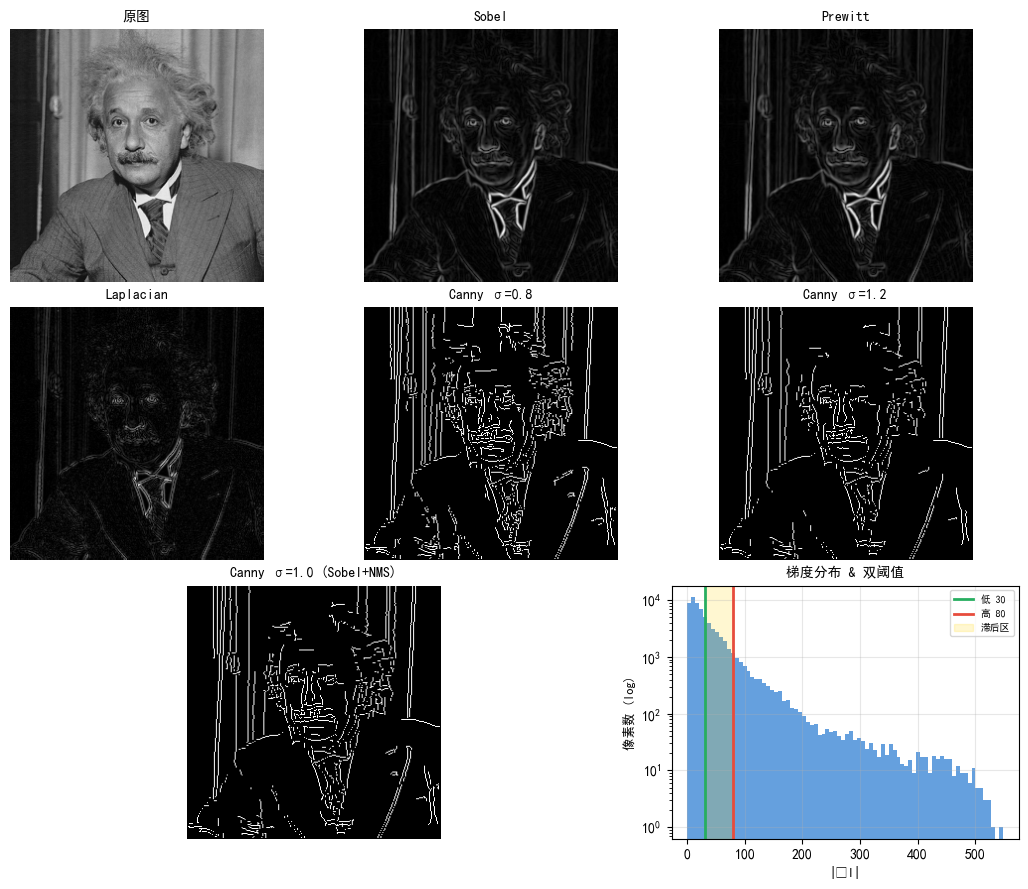 原图
Sobel
Prewitt
Laplacian
Canny σ=0.8
Canny σ=1.2
Canny σ=1.0 (Sobel+NMS)
梯度分布 & 双阈值
低 30
高 80
滞后区
像素数 (log)
10⁴
10³
10²
10¹
10⁰
0 100 200 300 400 500
|□I|